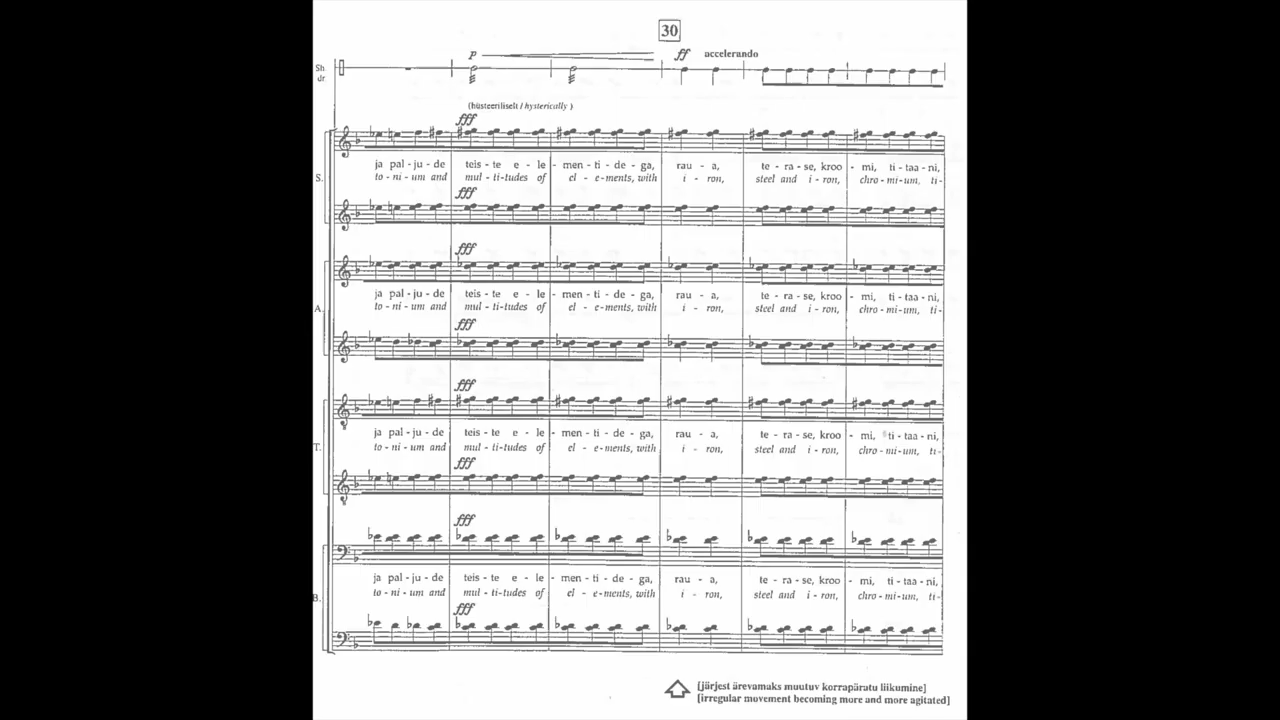 30
p ff accelerando
Sh.
dr
(hüsteeriliselt / hysterically )
fff
ja pal - ju - de teis - te e - le - men - ti - de - ga, rau - a, te - ra - se, kroo - mi, ti - taa - ni,
S. to - ni - um and mul - ti - tudes of el - e - ments, with i - ron, steel and i - ron, chro - mi - um, ti-
fff
fff
ja pal - ju - de teis - te e - le - men - ti - de - ga, rau - a, te - ra - se, kroo - mi, ti - taa - ni,
A. to - ni - um and mul - ti - tudes of el - e - ments, with i - ron, steel and i - ron, chro - mi - um, ti-
fff
fff
ja pal - ju - de teis - te e - le - men - ti - de - ga, rau - a, te - ra - se, kroo - mi, ti - taa - ni,
T. to - ni - um and mul - ti - tudes of el - e - ments, with i - ron, steel and i - ron, chro - mi - um, ti-
fff
fff
ja pal - ju - de teis - te e - le - men - ti - de - ga, rau - a, te - ra - se, kroo - mi, ti - taa - ni,
B. to - ni - um and mul - ti - tudes of el - e - ments, with i - ron, steel and i - ron, chro - mi - um, ti-
fff
[järjest ärevamaks muutuv korrapäratu liikumine]
[irregular movement becoming more and more agitated]